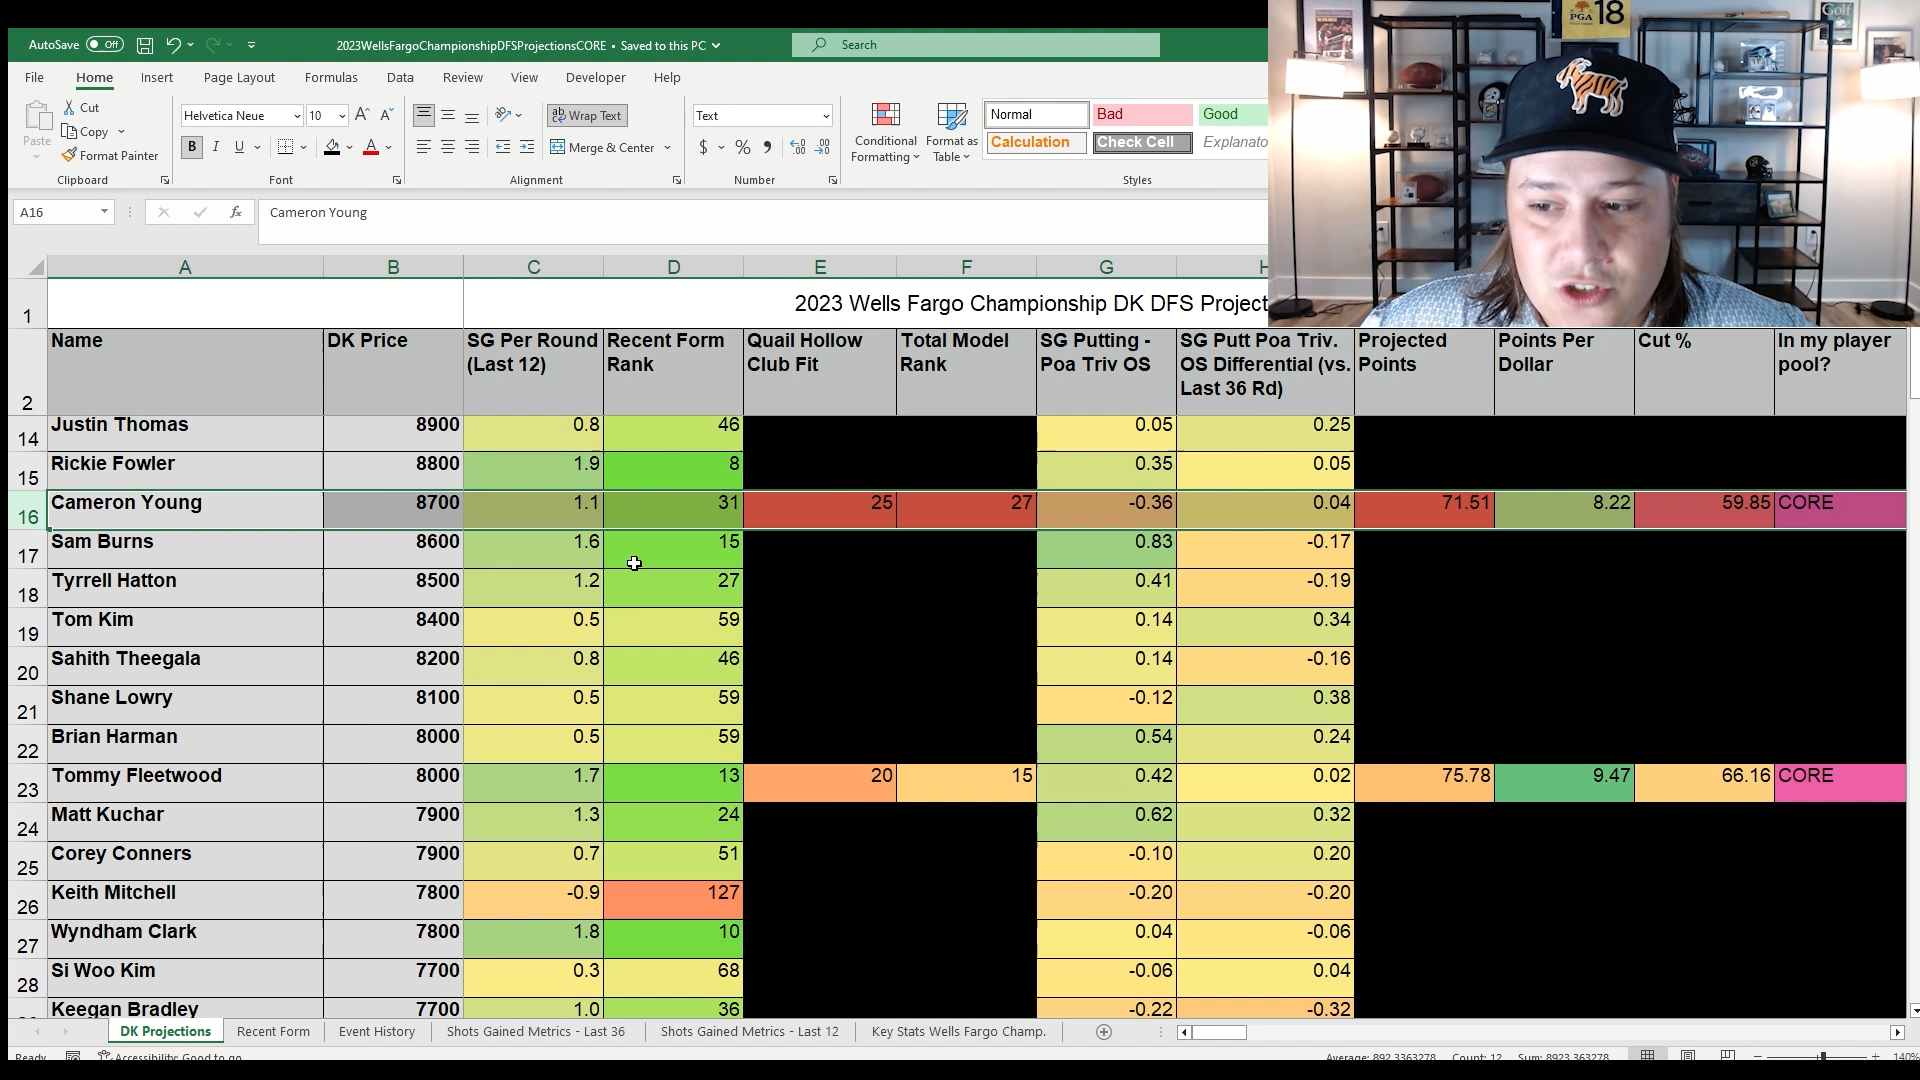 AutoSave Off 2023WellsFargoChampionshipDFSProjectionsCORE • Saved to this PC Search
File Home Insert Page Layout Formulas Data Review View Developer Help
Paste Cut Copy Format Painter
Helvetica Neue 10 B I U
Wrap Text Merge & Center
Text $ %
Conditional Formatting Format as Table
Normal Bad Good
Calculation Check Cell Explanato
Clipboard Font Alignment Number Styles
PGA 18
Golf
A16 fx Cameron Young
A B C D E F G H
1 2023 Wells Fargo Championship DK DFS Project
2 Name DK Price SG Per Round (Last 12) Recent Form Rank Quail Hollow Club Fit Total Model Rank SG Putting - Poa Triv OS SG Putt Poa Triv. OS Differential (vs. Last 36 Rd) Projected Points Points Per Dollar Cut % In my player pool?
14 Justin Thomas 8900 0.8 46 0.05 0.25
15 Rickie Fowler 8800 1.9 8 0.35 0.05
16 Cameron Young 8700 1.1 31 25 27 -0.36 0.04 71.51 8.22 59.85 CORE
17 Sam Burns 8600 1.6 15 0.83 -0.17
18 Tyrrell Hatton 8500 1.2 27 0.41 -0.19
19 Tom Kim 8400 0.5 59 0.14 0.34
20 Sahith Theegala 8200 0.8 46 0.14 -0.16
21 Shane Lowry 8100 0.5 59 -0.12 0.38
22 Brian Harman 8000 0.5 59 0.54 0.24
23 Tommy Fleetwood 8000 1.7 13 20 15 0.42 0.02 75.78 9.47 66.16 CORE
24 Matt Kuchar 7900 1.3 24 0.62 0.32
25 Corey Conners 7900 0.7 51 -0.10 0.20
26 Keith Mitchell 7800 -0.9 127 -0.20 -0.20
27 Wyndham Clark 7800 1.8 10 0.04 -0.06
28 Si Woo Kim 7700 0.3 68 -0.06 0.04
Keegan Bradley 7700 1.0 36 -0.22 -0.32
DK Projections Recent Form Event History Shots Gained Metrics - Last 36 Shots Gained Metrics - Last 12 Key Stats Wells Fargo Champ.
Ready Accessibility: Good to go Average: 892.3363278 Count: 12 Sum: 8923.363278 140%